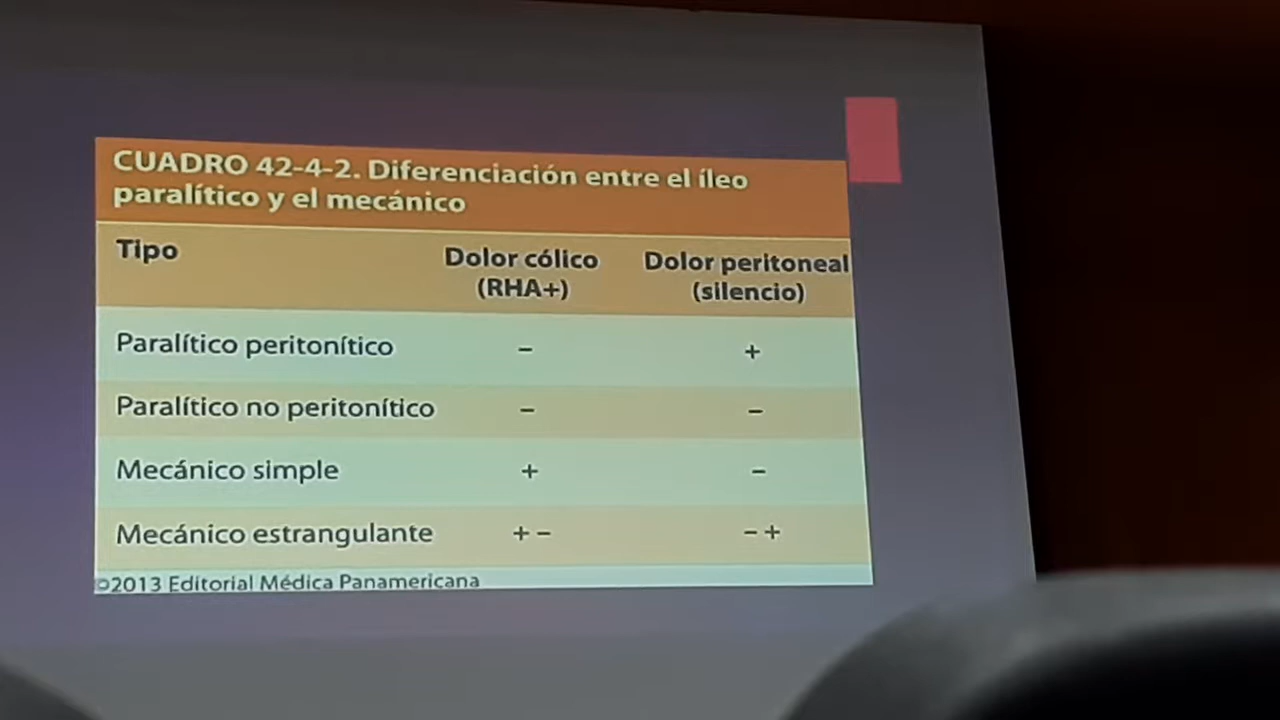 CUADRO 42-4-2. Diferenciación entre el íleo
paralítico y el mecánico
Tipo Dolor cólico Dolor peritoneal
(RHA+) (silencio)
Paralítico peritonítico – +
Paralítico no peritonítico – –
Mecánico simple + –
Mecánico estrangulante + – – +
©2013 Editorial Médica Panamericana